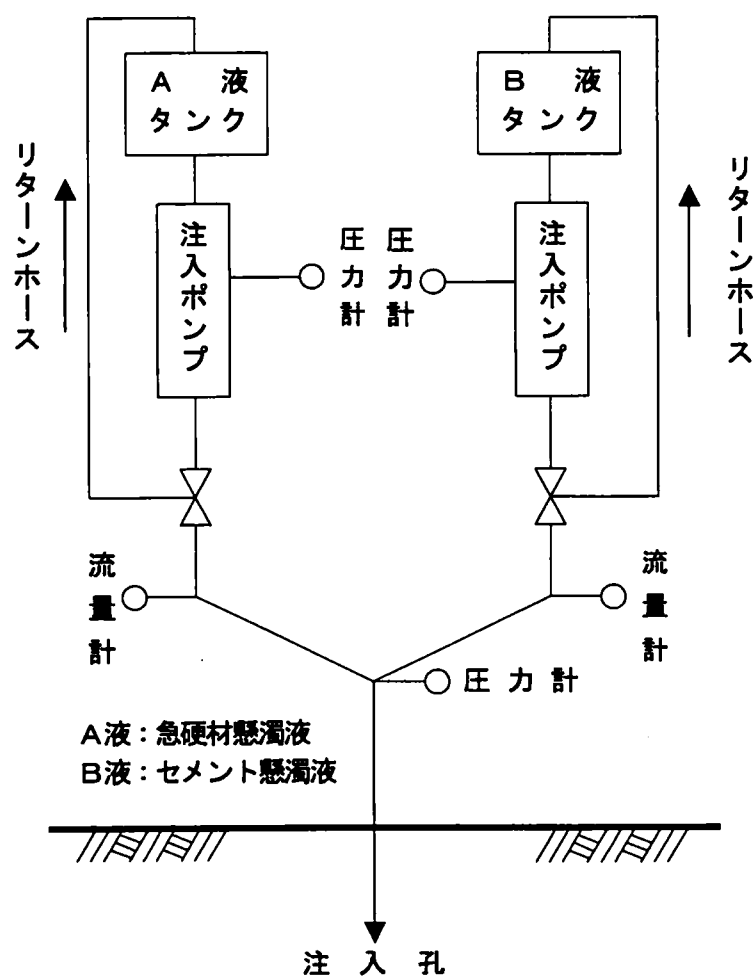 A 液
タンク
B 液
タンク
リターンホース
注入ポンプ
圧力計
圧力計
注入ポンプ
リターンホース
流量計
流量計
圧力計
A液：急硬材懸濁液
B液：セメント懸濁液
注入孔